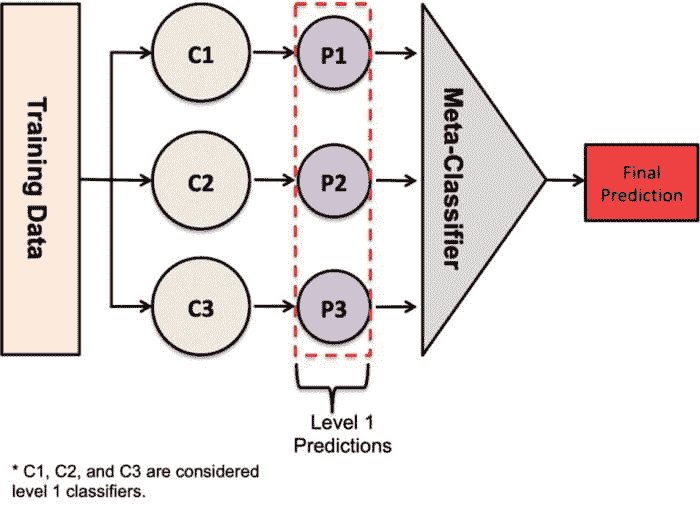 Training Data
C1
P1
C2
P2
C3
P3
Meta-Classifier
Final
Prediction
Level 1
Predictions
* C1, C2, and C3 are considered
level 1 classifiers.